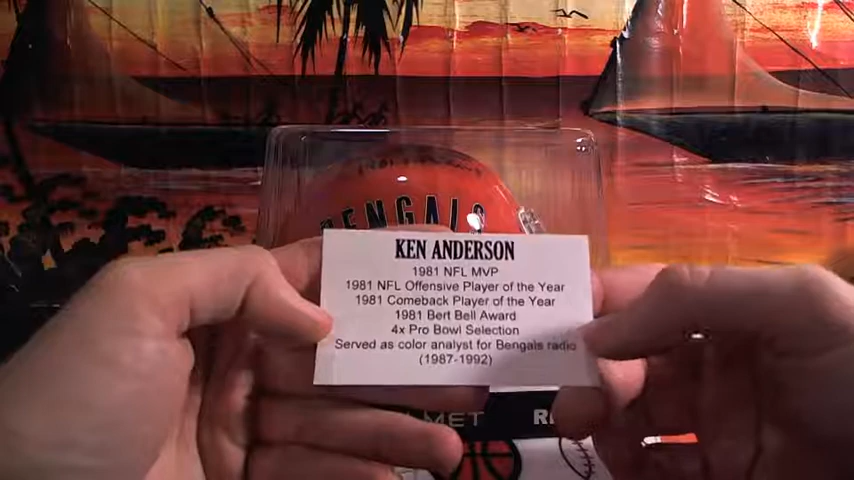 BENGALS
KEN ANDERSON
1981 NFL MVP
1981 NFL Offensive Player of the Year
1981 Comeback Player of the Year
1981 Bert Bell Award
4x Pro Bowl Selection
Served as color analyst for Bengals radio
(1987-1992)